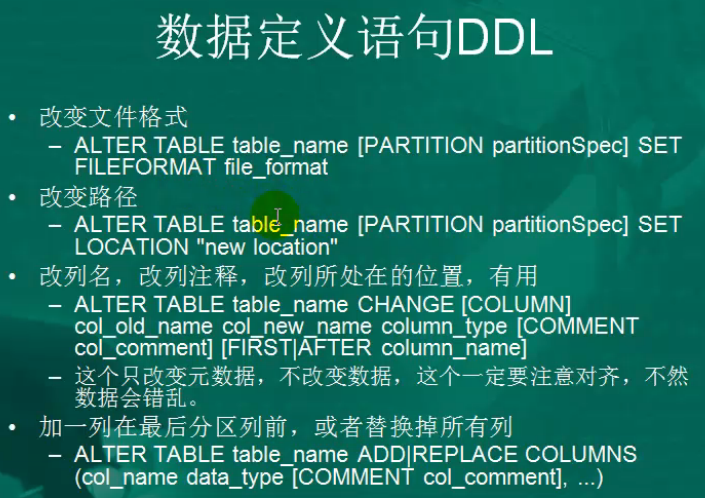 数据定义语句DDL
• 改变文件格式
– ALTER TABLE table_name [PARTITION partitionSpec] SET
FILEFORMAT file_format
• 改变路径
– ALTER TABLE table_name [PARTITION partitionSpec] SET
LOCATION "new location"
• 改列名，改列注释，改列所处在的位置，有用
– ALTER TABLE table_name CHANGE [COLUMN]
col_old_name col_new_name column_type [COMMENT
col_comment] [FIRST|AFTER column_name]
– 这个只改变元数据，不改变数据，这个一定要注意对齐，不然
数据会错乱。
• 加一列在最后分区列前，或者替换掉所有列
– ALTER TABLE table_name ADD|REPLACE COLUMNS
(col_name data_type [COMMENT col_comment], ...)